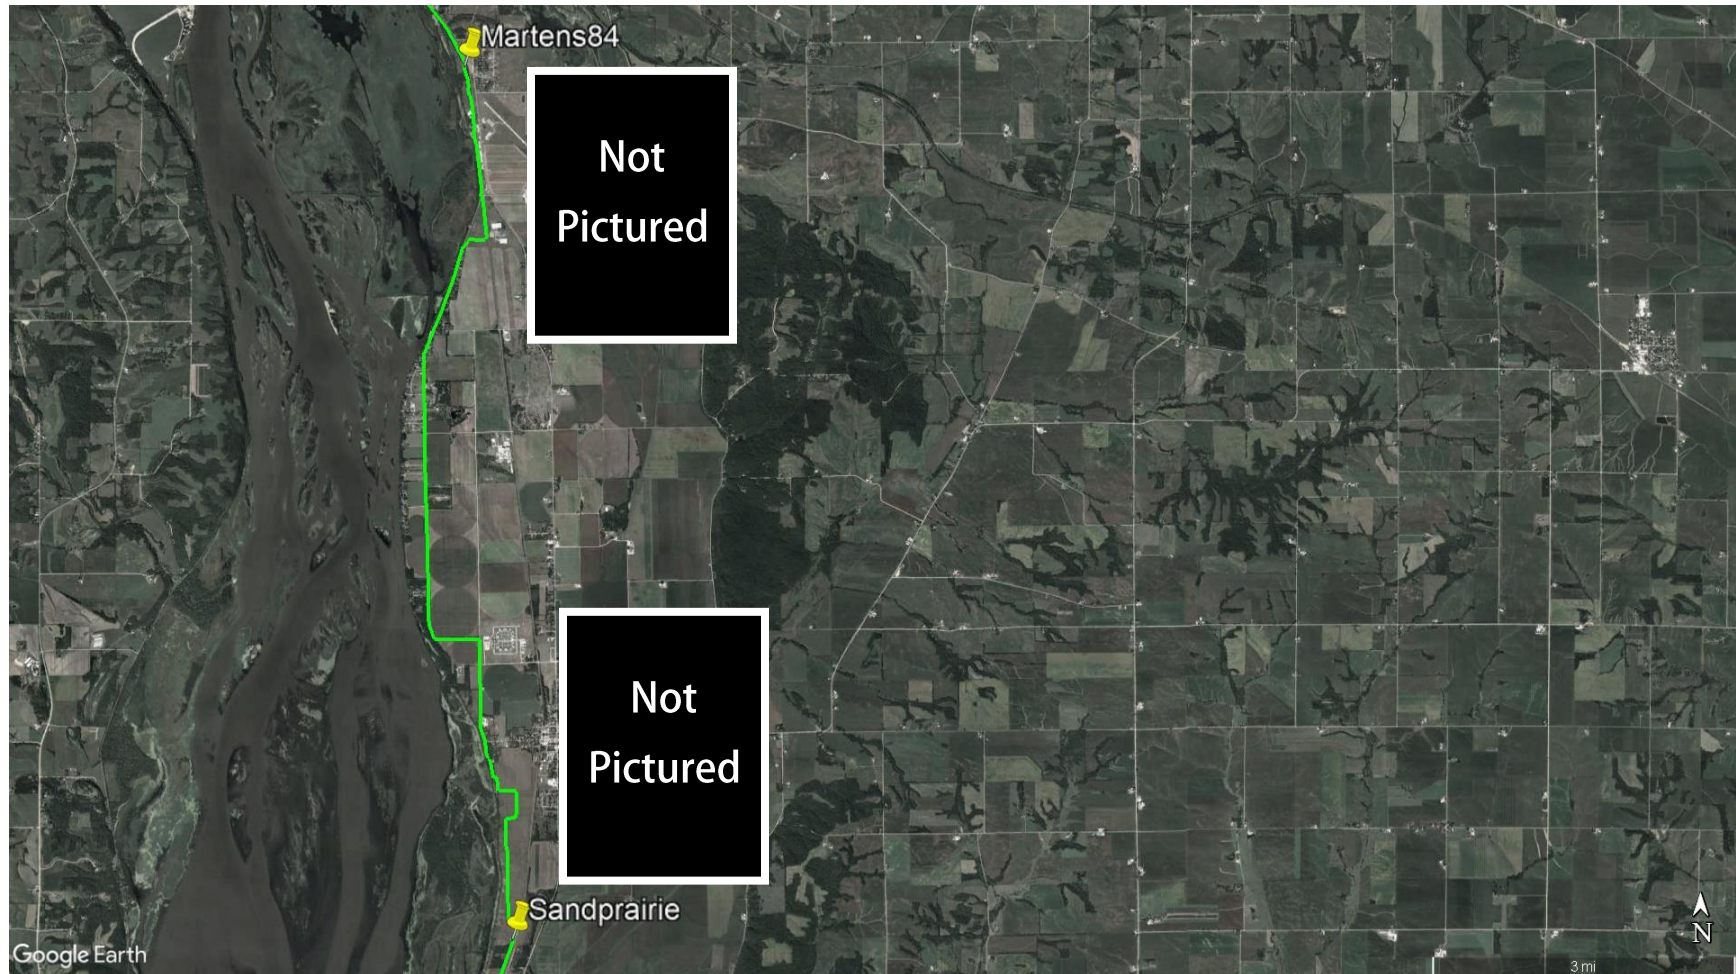 Martens84
Not
Pictured
Not
Pictured
Sandprairie
N
Google Earth
3 mi